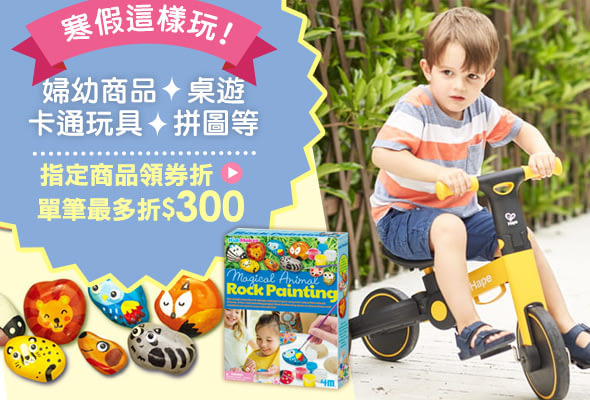 寒假這樣玩!
婦幼商品✦桌遊
卡通玩具✦拼圖等
指定商品領券折
單筆最多折$300
Magical Animal
Rock Painting
4M
Hape
Hape